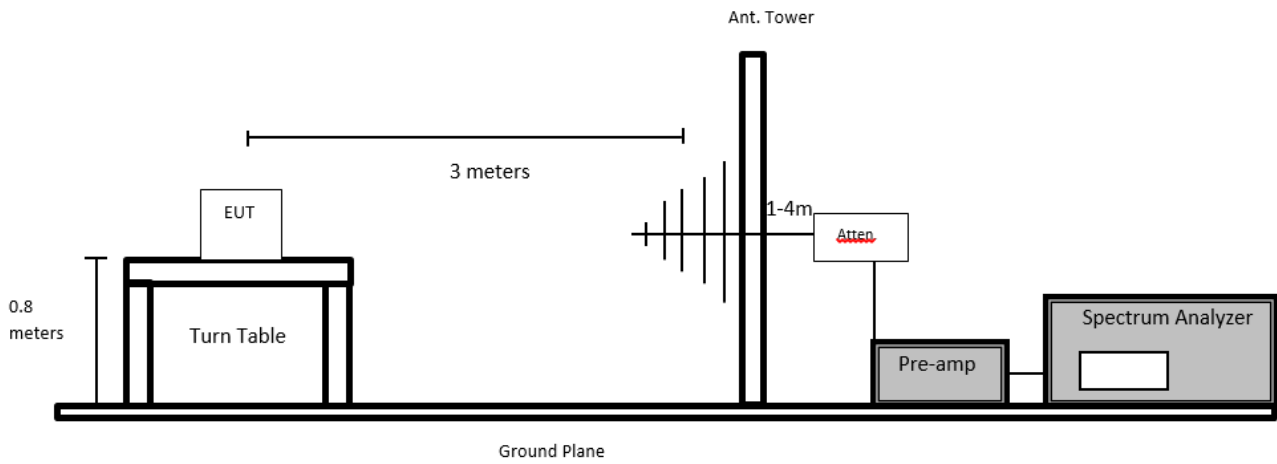 Ant. Tower
3 meters
EUT
1-4m
Atten
0.8
meters
Turn Table
Spectrum Analyzer
Pre-amp
Ground Plane